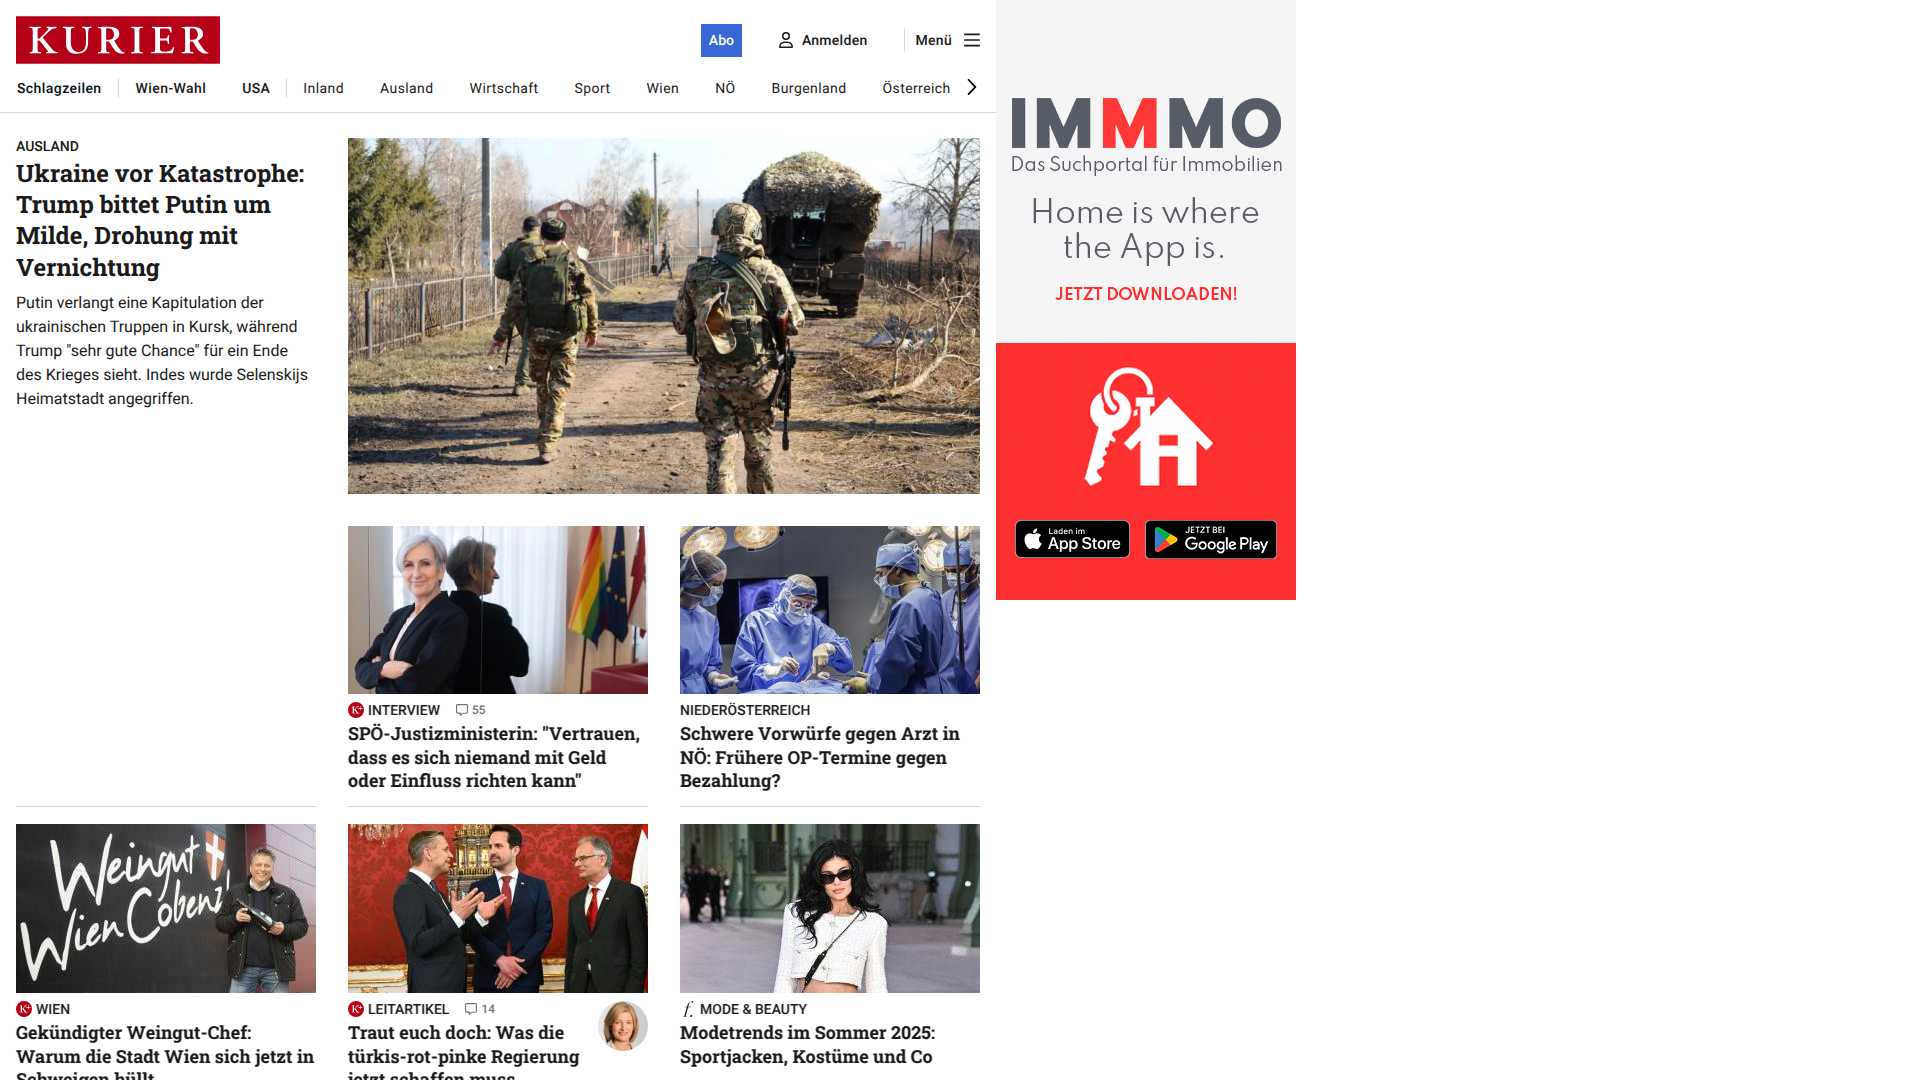 KURIER
Abo
Anmelden
Menü
Schlagzeilen
Wien-Wahl
USA
Inland
Ausland
Wirtschaft
Sport
Wien
NÖ
Burgenland
Österreich
AUSLAND
Ukraine vor Katastrophe:
Trump bittet Putin um
Milde, Drohung mit
Vernichtung
Putin verlangt eine Kapitulation der
ukrainischen Truppen in Kursk, während
Trump "sehr gute Chance" für ein Ende
des Krieges sieht. Indes wurde Selenskijs
Heimatstadt angegriffen.
IMMMO
Das Suchportal für Immobilien
Home is where
the App is.
JETZT DOWNLOADEN!
Laden im
App Store
JETZT BEI
Google Play
K+ INTERVIEW 55
SPÖ-Justizministerin: "Vertrauen,
dass es sich niemand mit Geld
oder Einfluss richten kann"
NIEDERÖSTERREICH
Schwere Vorwürfe gegen Arzt in
NÖ: Frühere OP-Termine gegen
Bezahlung?
Weingut
Wien Cobenzl
K+ WIEN
Gekündigter Weingut-Chef:
Warum die Stadt Wien sich jetzt in
Schweigen hüllt
K+ LEITARTIKEL 14
Traut euch doch: Was die
türkis-rot-pinke Regierung
jetzt schaffen muss
f. MODE & BEAUTY
Modetrends im Sommer 2025:
Sportjacken, Kostüme und Co